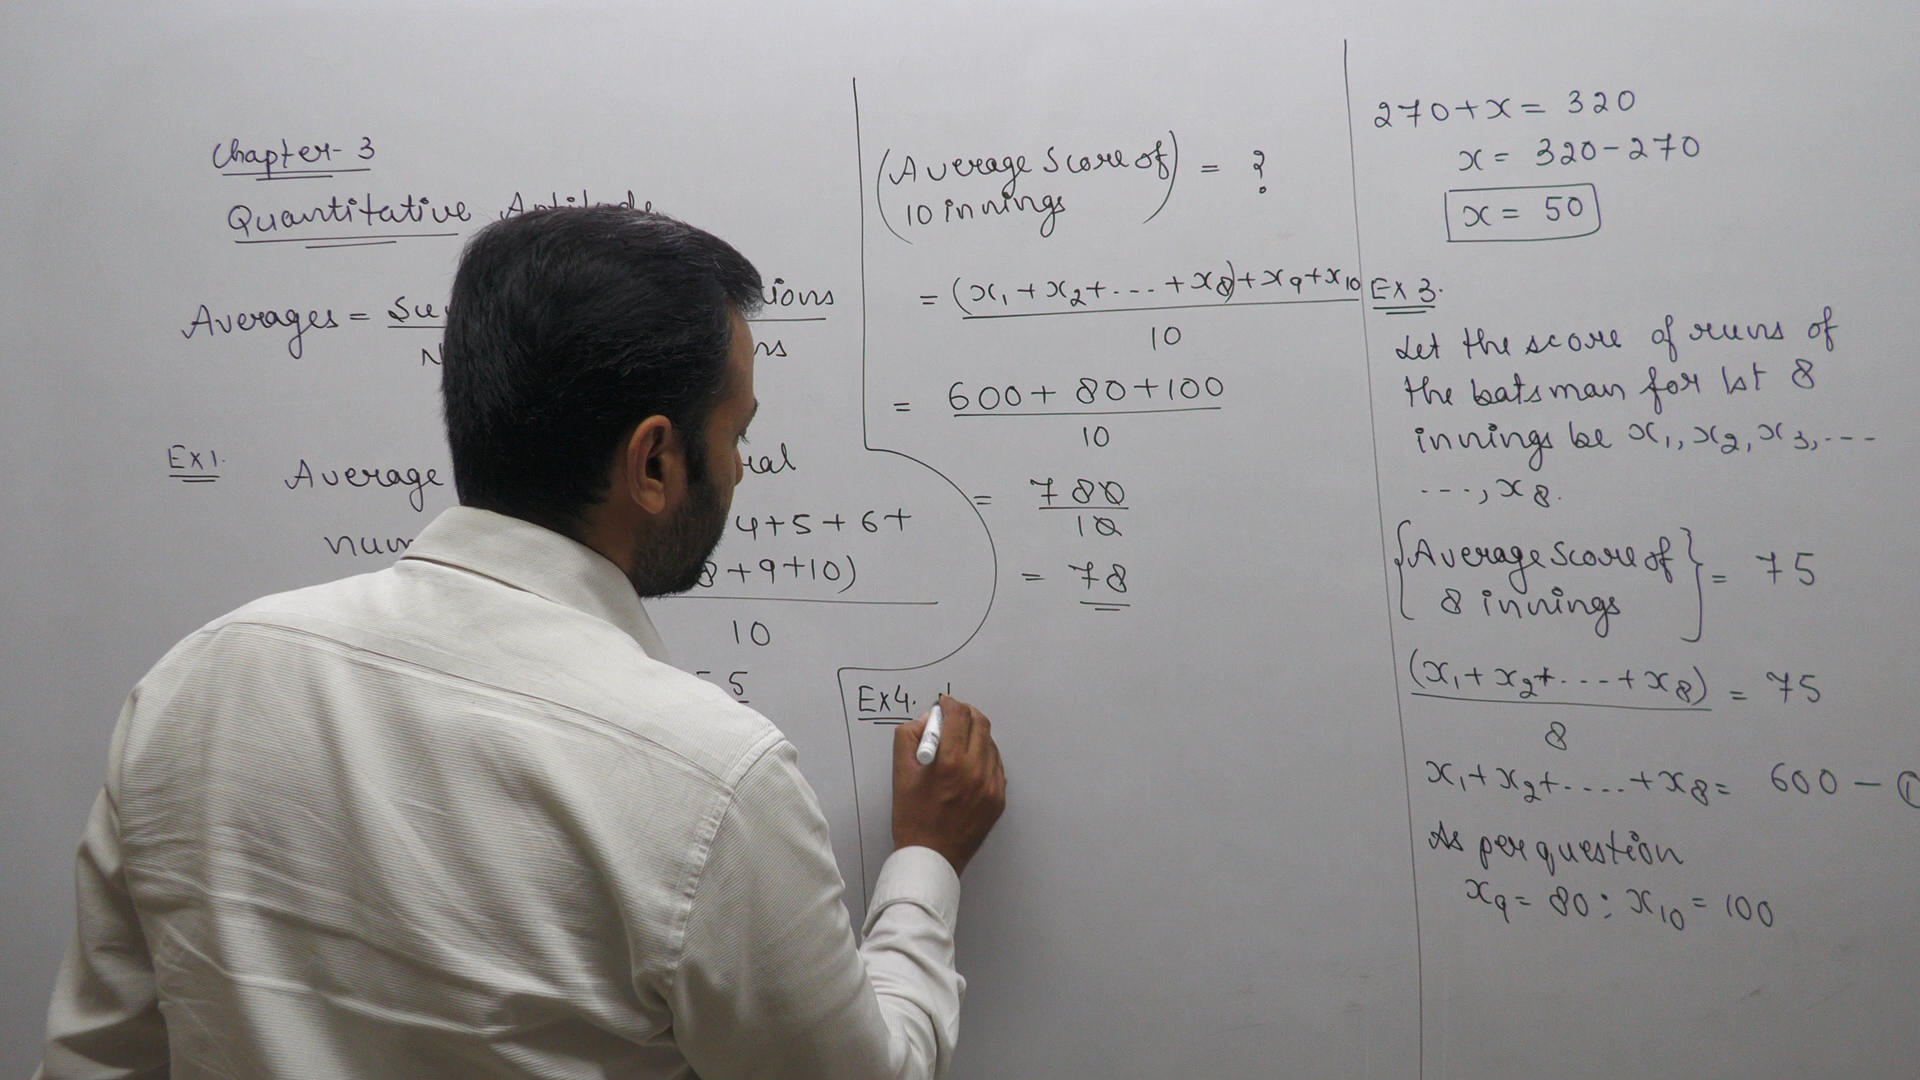 Chapter-3
Quantitative
Averages =
Ex1.
Average
4+5+6+
8+9+10)
10
5
(Average Score of) = ?
10 innings
= (x₁+x₂+...+x₈)+x₉+x₁₀
10
= 600+80+100
10
= 780
10
= 78
Ex4.
270+x = 320
x = 320-270
x = 50
Ex 3.
Let the score of runs of
the batsman for 1st 8
innings be x₁, x₂, x₃, ---
---, x₈.
{Average Score of} = 75
8 innings
(x₁+x₂+...+x₈) = 75
8
x₁+x₂+....+x₈= 600 - ①
As per question
x₉= 80 : x₁₀= 100